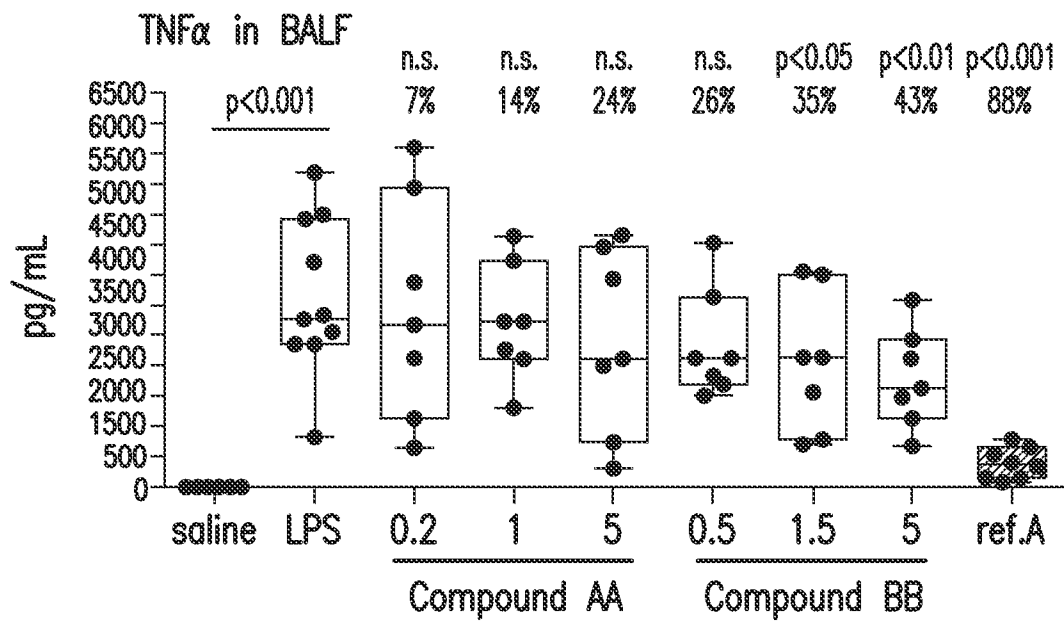 TNFα in BALF
n.s. n.s. n.s. n.s. p<0.05 p<0.01 p<0.001
p<0.001 7% 14% 24% 26% 35% 43% 88%
6500
6000
5500
5000
4500
4000
3500
3000
2500
2000
1500
1000
500
0
pg/mL
saline LPS 0.2 1 5 0.5 1.5 5 ref.A
Compound AA Compound BB